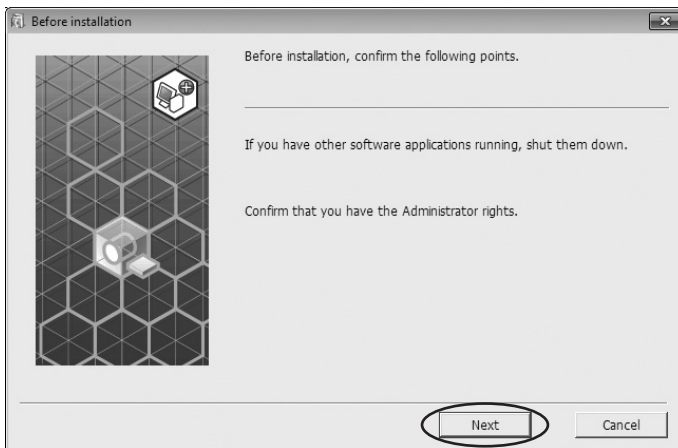 Before installation
Before installation, confirm the following points.
If you have other software applications running, shut them down.
Confirm that you have the Administrator rights.
Next
Cancel